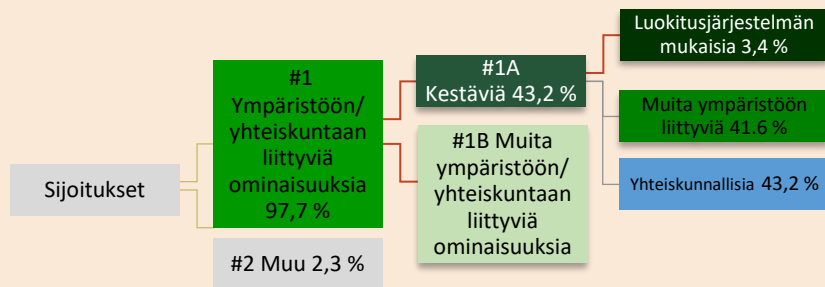 Sijoitukset
#1
Ympäristöön/
yhteiskuntaan
liittyviä
ominaisuuksia
97,7 %
#2 Muu 2,3 %
#1A
Kestäviä 43,2 %
#1B Muita
ympäristöön/
yhteiskuntaan
liittyviä
ominaisuuksia
Luokitusjärjestelmän
mukaisia 3,4 %
Muita ympäristöön
liittyviä 41.6 %
Yhteiskunnallisia 43,2 %